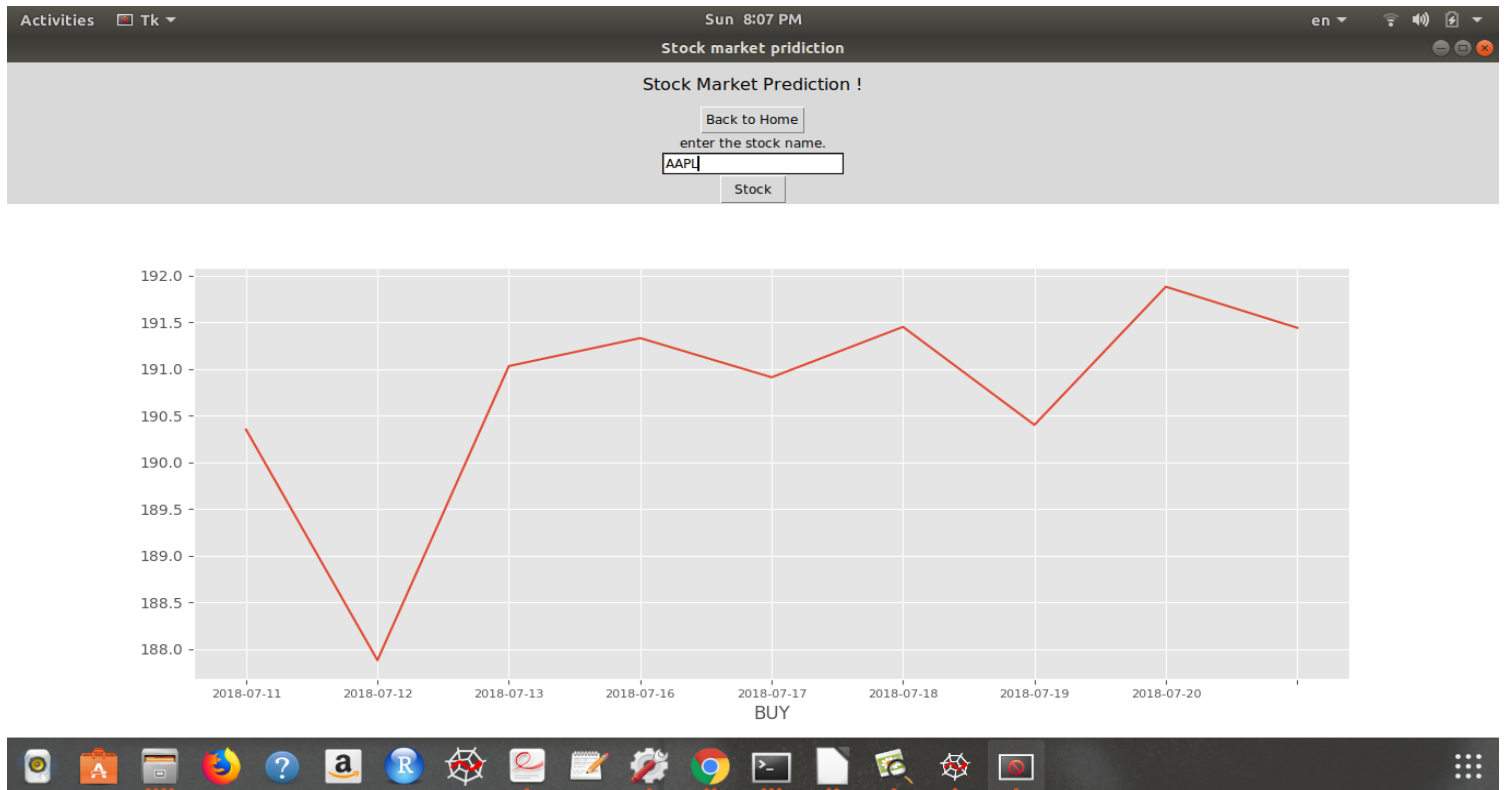 Activities Tk Sun 8:07 PM en
Stock market pridiction
Stock Market Prediction !
Back to Home
enter the stock name.
AAPL
Stock
192.0
191.5
191.0
190.5
190.0
189.5
189.0
188.5
188.0
2018-07-11 2018-07-12 2018-07-13 2018-07-16 2018-07-17 2018-07-18 2018-07-19 2018-07-20
BUY
A ? a R >_